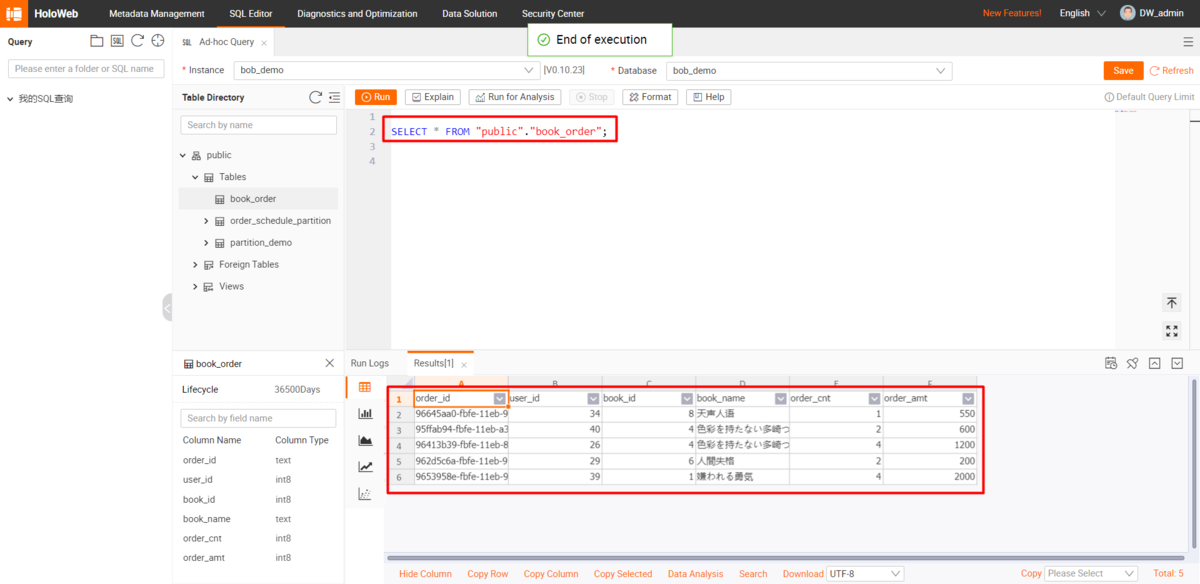 HoloWeb Metadata Management SQL Editor Diagnostics and Optimization Data Solution Security Center New Features! English DW_admin
End of execution
Query SQL
SQL Ad-hoc Query
Please enter a folder or SQL name
我的SQL查询
* Instance bob_demo [V0.10.23] * Database bob_demo Save Refresh
Table Directory
Search by name
public
Tables
book_order
order_schedule_partition
partition_demo
Foreign Tables
Views
Run Explain Run for Analysis Stop Format Help Default Query Limit
1
2 SELECT * FROM "public"."book_order";
3
4
book_order
Lifecycle 36500Days
Search by field name
Column Name Column Type
order_id text
user_id int8
book_id int8
book_name text
order_cnt int8
order_amt int8
Run Logs Results[1]
A B C D E F
1 order_id user_id book_id book_name order_cnt order_amt
2 96645aa0-fbfe-11eb-9 34 8 天声人语 1 550
3 95ffab94-fbfe-11eb-a3 40 4 色彩を持たない多崎つ 2 600
4 96413b39-fbfe-11eb-8 26 4 色彩を持たない多崎つ 4 1200
5 962d5c6a-fbfe-11eb-9 29 6 人間失格 2 200
6 9653958e-fbfe-11eb-9 39 1 嫌われる勇気 4 2000
Hide Column Copy Row Copy Column Copy Selected Data Analysis Search Download UTF-8 Copy Please Select Total: 5